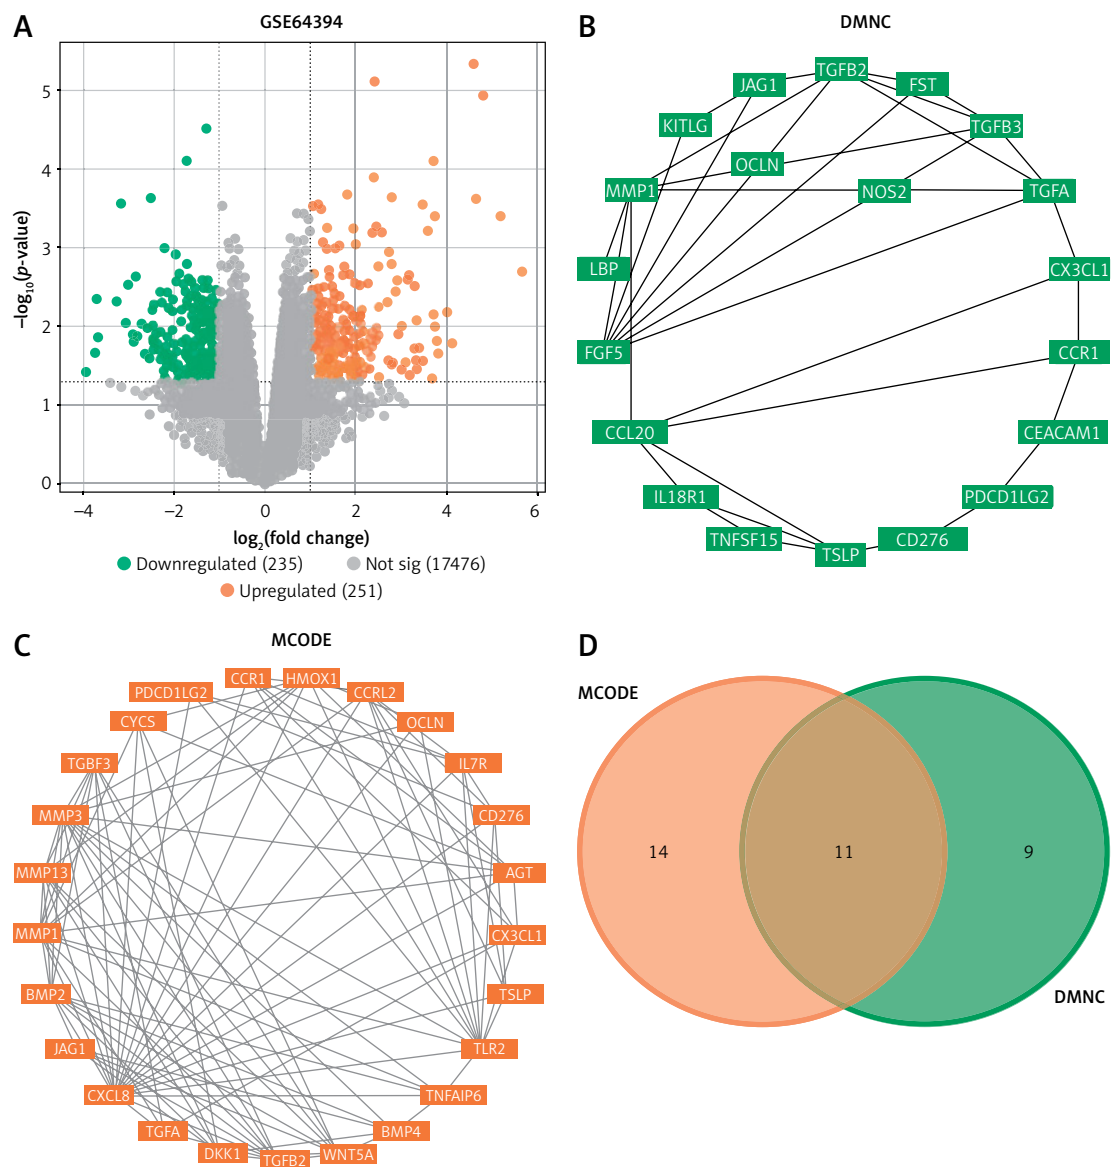 A
GSE64394
5
4
3
2
1
0
−log10(p-value)
−4
−2
0
2
4
6
log2(fold change)
Downregulated (235)
Not sig (17476)
Upregulated (251)
B
DMNC
TGFB2
JAG1
FST
KITLG
TGFB3
OCLN
MMP1
NOS2
TGFA
LBP
CX3CL1
FGF5
CCR1
CCL20
CEACAM1
IL18R1
PDCD1LG2
TNFSF15
CD276
TSLP
C
MCODE
CCR1
HMOX1
PDCD1LG2
CCRL2
CYCS
OCLN
TGBF3
IL7R
MMP3
CD276
MMP13
AGT
MMP1
CX3CL1
BMP2
TSLP
JAG1
TLR2
CXCL8
TNFAIP6
TGFA
BMP4
DKK1
TGFB2
WNT5A
D
MCODE
14
11
9
DMNC